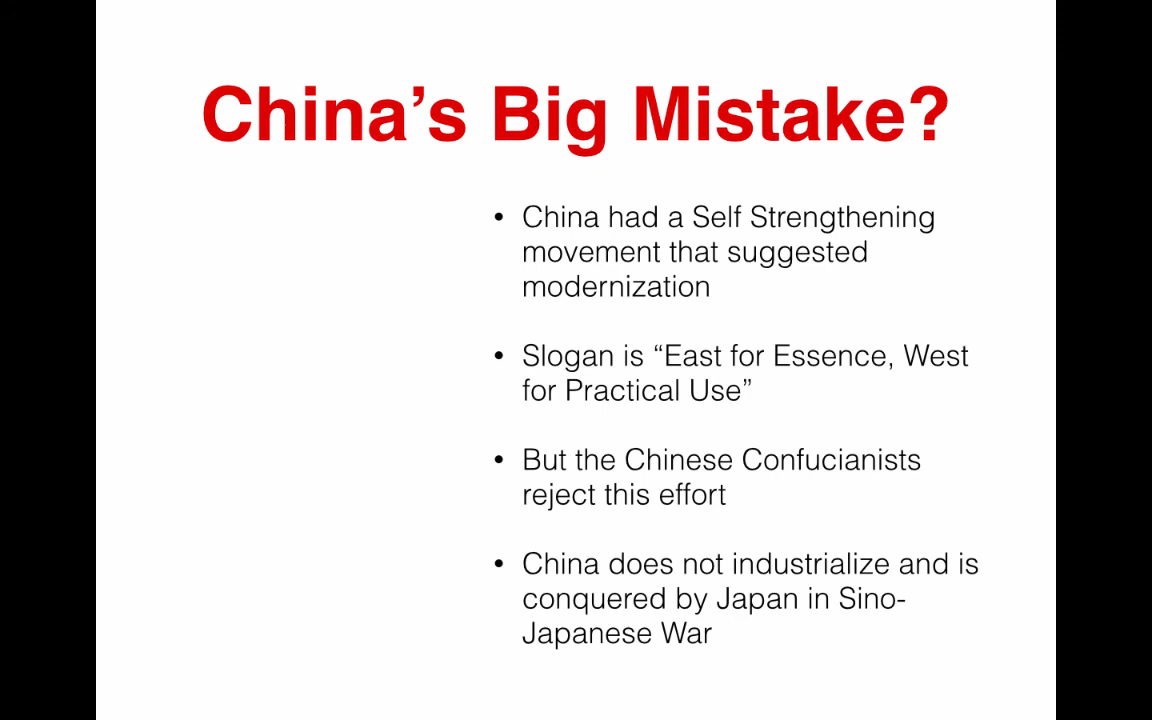 China’s Big Mistake?
• China had a Self Strengthening
movement that suggested
modernization
• Slogan is “East for Essence, West
for Practical Use”
• But the Chinese Confucianists
reject this effort
• China does not industrialize and is
conquered by Japan in Sino-
Japanese War